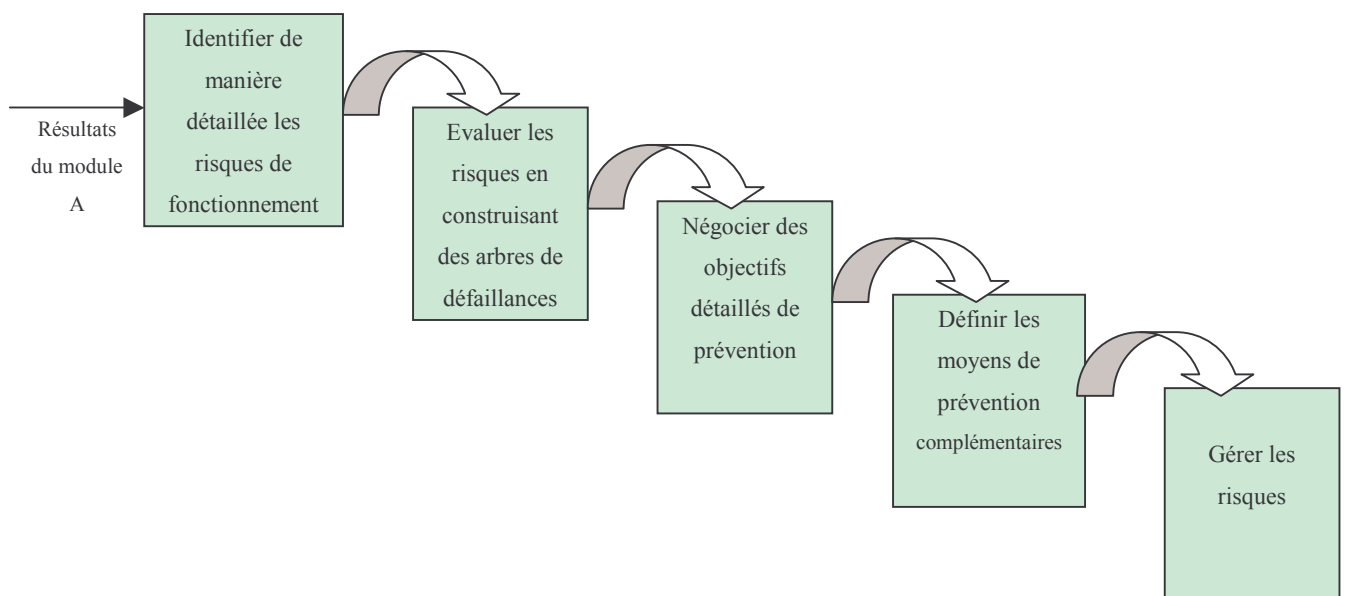 Résultats
du module
A
Identifier de
manière
détaillée les
risques de
fonctionnement
Evaluer les
risques en
construisant
des arbres de
défaillances
Négocier des
objectifs
détaillés de
prévention
Définir les
moyens de
prévention
complémentaires
Gérer les
risques